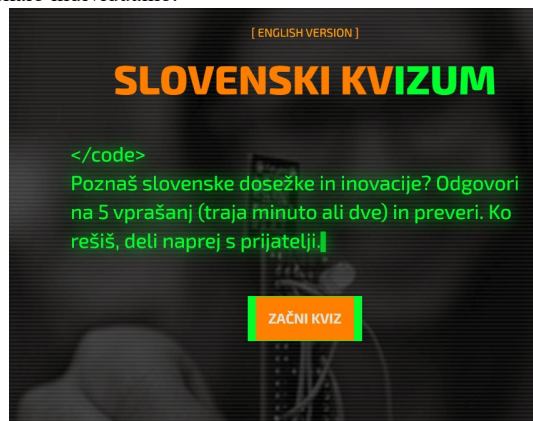 [ ENGLISH VERSION ]
SLOVENSKI KVIZUM
</code>
Poznaš slovenske dosežke in inovacije? Odgovori
na 5 vprašanj (traja minuto ali dve) in preveri. Ko
rešiš, deli naprej s prijatelji.
ZAČNI KVIZ